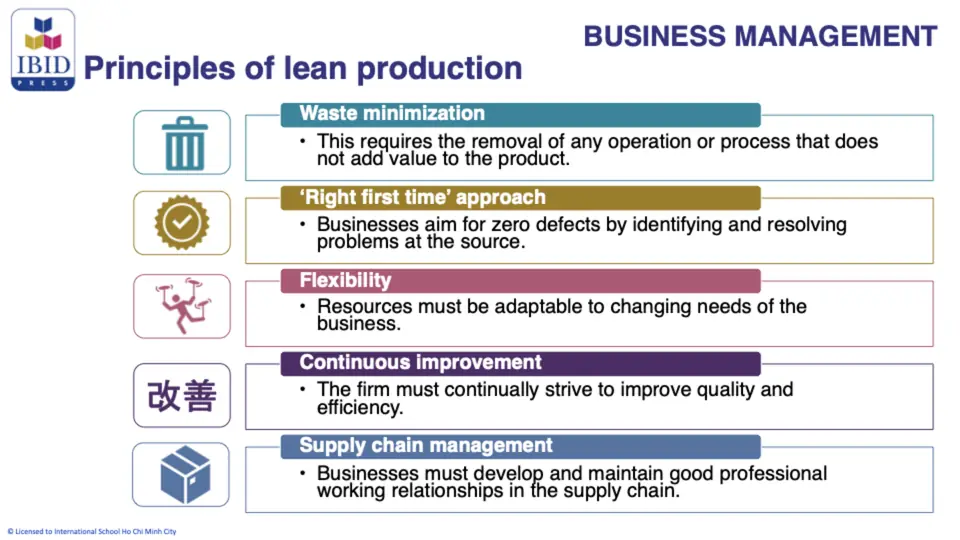 BUSINESS MANAGEMENT
IBID
PRESS
Principles of lean production
Waste minimization
• This requires the removal of any operation or process that does
not add value to the product.
‘Right first time’ approach
• Businesses aim for zero defects by identifying and resolving
problems at the source.
Flexibility
• Resources must be adaptable to changing needs of the
business.
改善
Continuous improvement
• The firm must continually strive to improve quality and
efficiency.
Supply chain management
• Businesses must develop and maintain good professional
working relationships in the supply chain.
© Licensed to International School Ho Chi Minh City